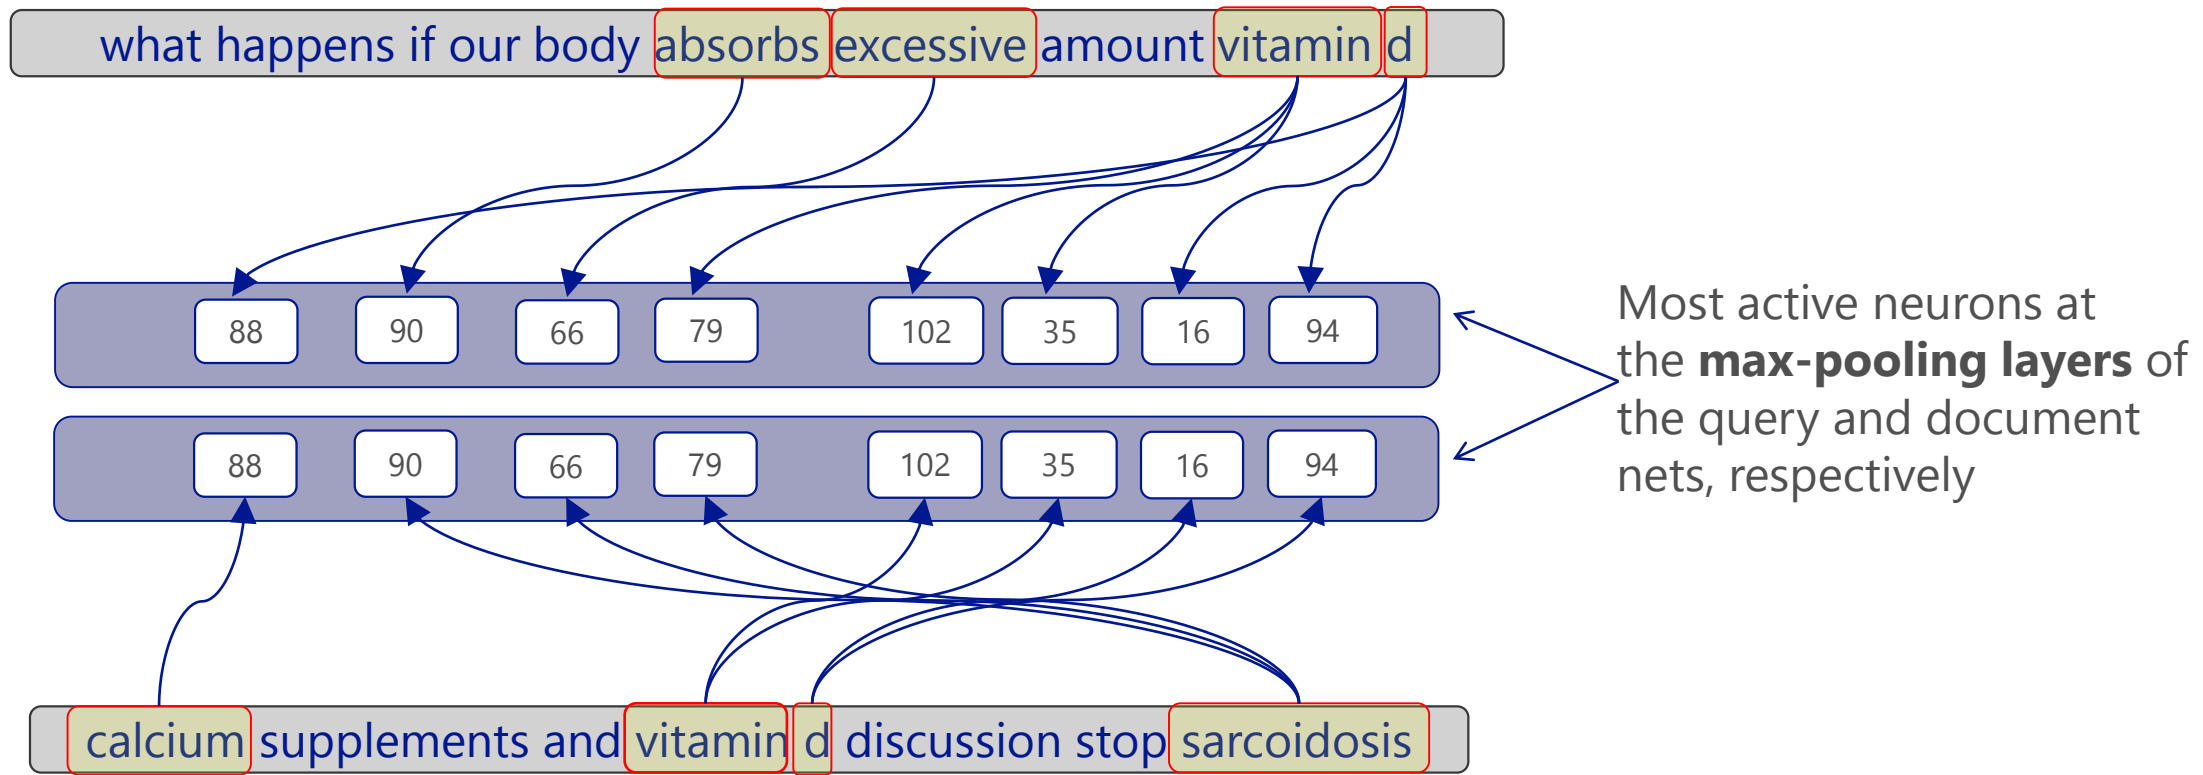 what happens if our body absorbs excessive amount vitamin d
88 90 66 79 102 35 16 94
88 90 66 79 102 35 16 94
Most active neurons at
the max-pooling layers of
the query and document
nets, respectively
calcium supplements and vitamin d discussion stop sarcoidosis